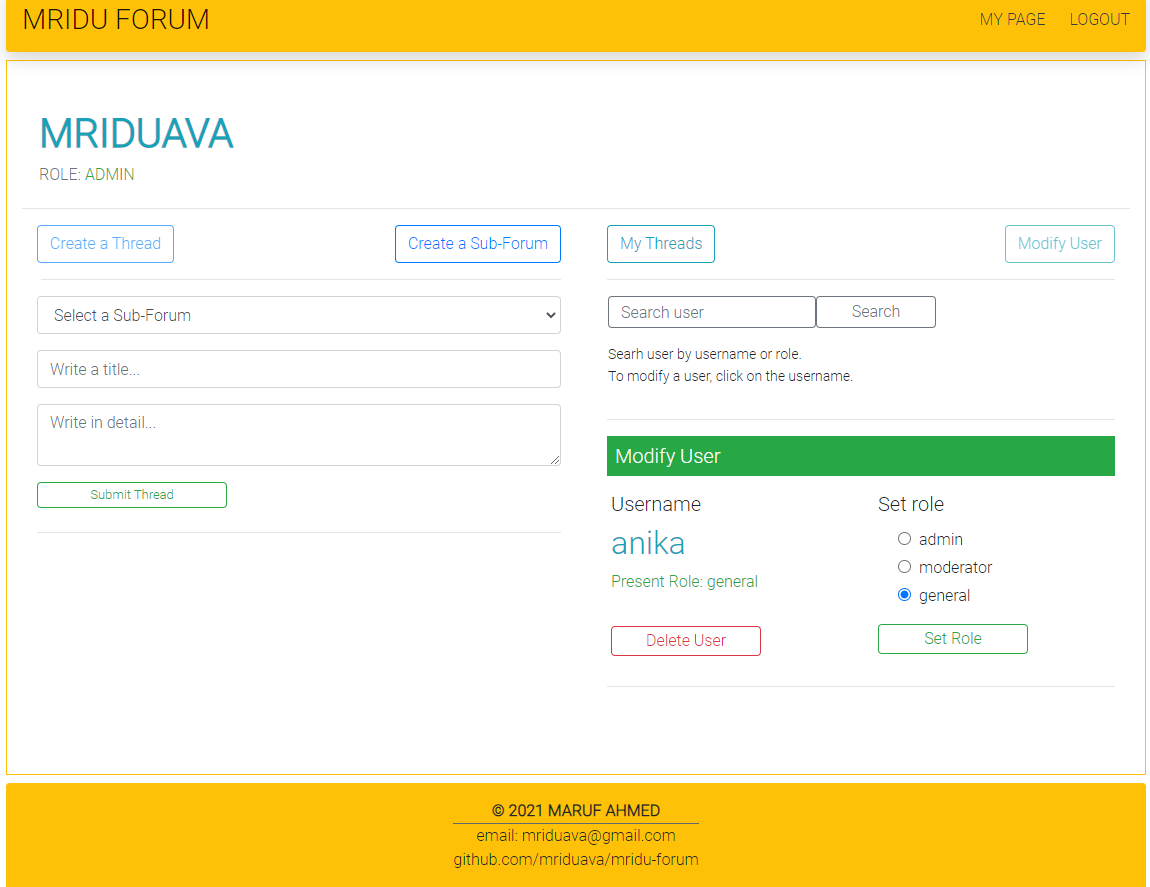 MRIDU FORUM
MY PAGE LOGOUT
MRIDUAVA
ROLE: ADMIN
Create a Thread
Create a Sub-Forum
Select a Sub-Forum
Write a title...
Write in detail...
Submit Thread
My Threads
Modify User
Search user
Search
Searh user by username or role.
To modify a user, click on the username.
Modify User
Username
anika
Present Role: general
Delete User
Set role
admin
moderator
general
Set Role
© 2021 MARUF AHMED
email: mriduava@gmail.com
github.com/mriduava/mridu-forum